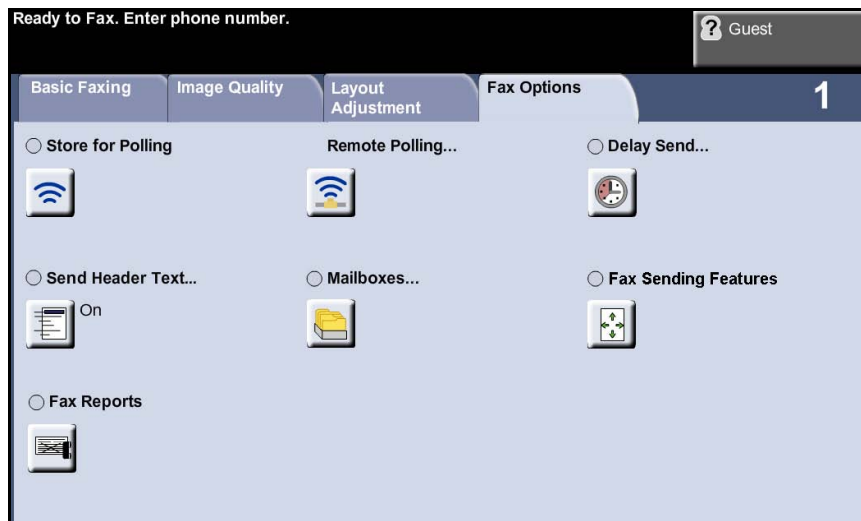 Ready to Fax. Enter phone number.
? Guest
Basic Faxing
Image Quality
Layout
Adjustment
Fax Options
1
Store for Polling
Remote Polling...
Delay Send...
Send Header Text...
On
Mailboxes...
Fax Sending Features
Fax Reports